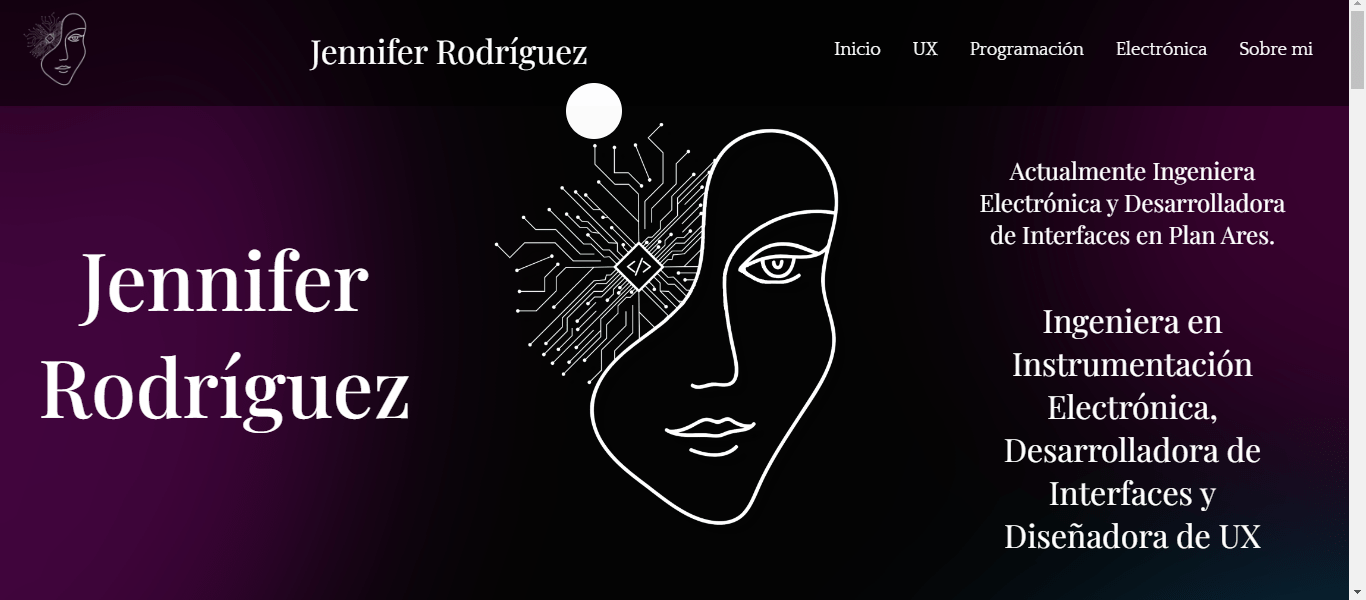 Jennifer Rodríguez
Inicio
UX
Programación
Electrónica
Sobre mi
Jennifer
Rodríguez
</>
Actualmente Ingeniera
Electrónica y Desarrolladora
de Interfaces en Plan Ares.
Ingeniera en
Instrumentación
Electrónica,
Desarrolladora de
Interfaces y
Diseñadora de UX